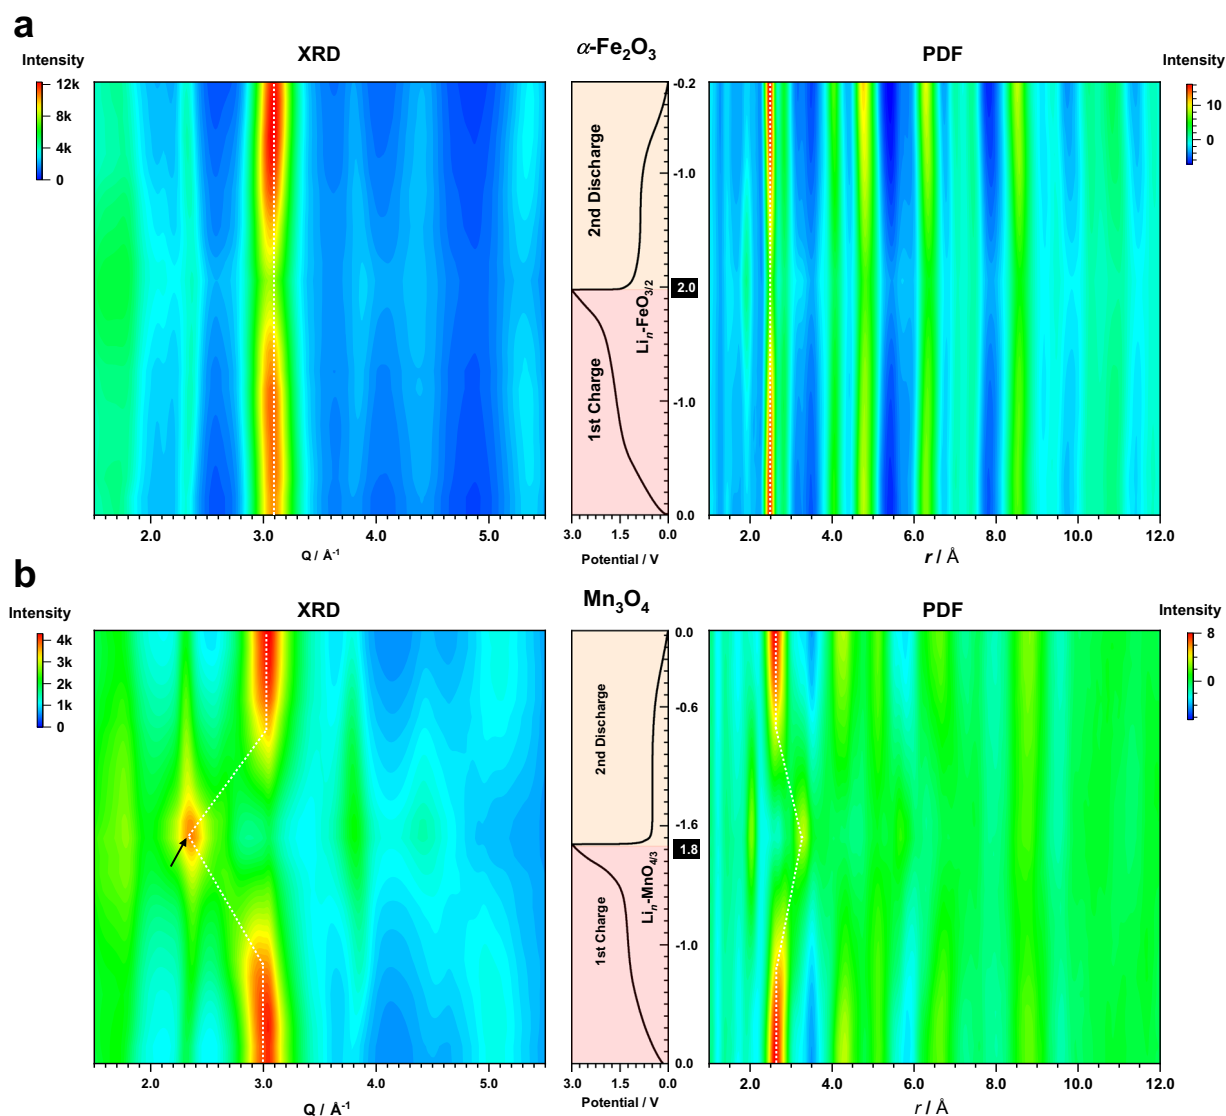 a
XRD
α-Fe2O3
PDF
Intensity
12k
8k
4k
0
2.0
3.0
4.0
5.0
Q / Å-1
2nd Discharge
1st Charge
Lin-FeO3/2
-0.2
-1.0
2.0
-1.0
0.0
3.0
1.5
0.0
Potential / V
Intensity
10
0
2.0
4.0
6.0
8.0
10.0
12.0
r / Å
b
XRD
Mn3O4
PDF
Intensity
4k
3k
2k
1k
0
2.0
3.0
4.0
5.0
Q / Å-1
2nd Discharge
1st Charge
Lin-MnO4/3
0.0
-0.6
-1.6
1.8
-1.0
0.0
3.0
1.5
0.0
Potential / V
Intensity
8
0
2.0
4.0
6.0
8.0
10.0
12.0
r / Å